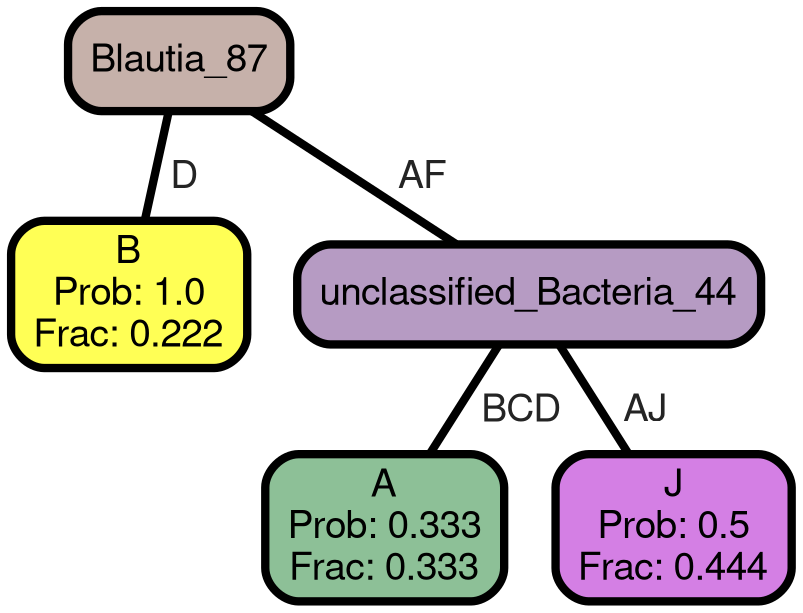 Blautia_87
D
AF
B
Prob: 1.0
Frac: 0.222
unclassified_Bacteria_44
BCD
AJ
A
Prob: 0.333
Frac: 0.333
J
Prob: 0.5
Frac: 0.444